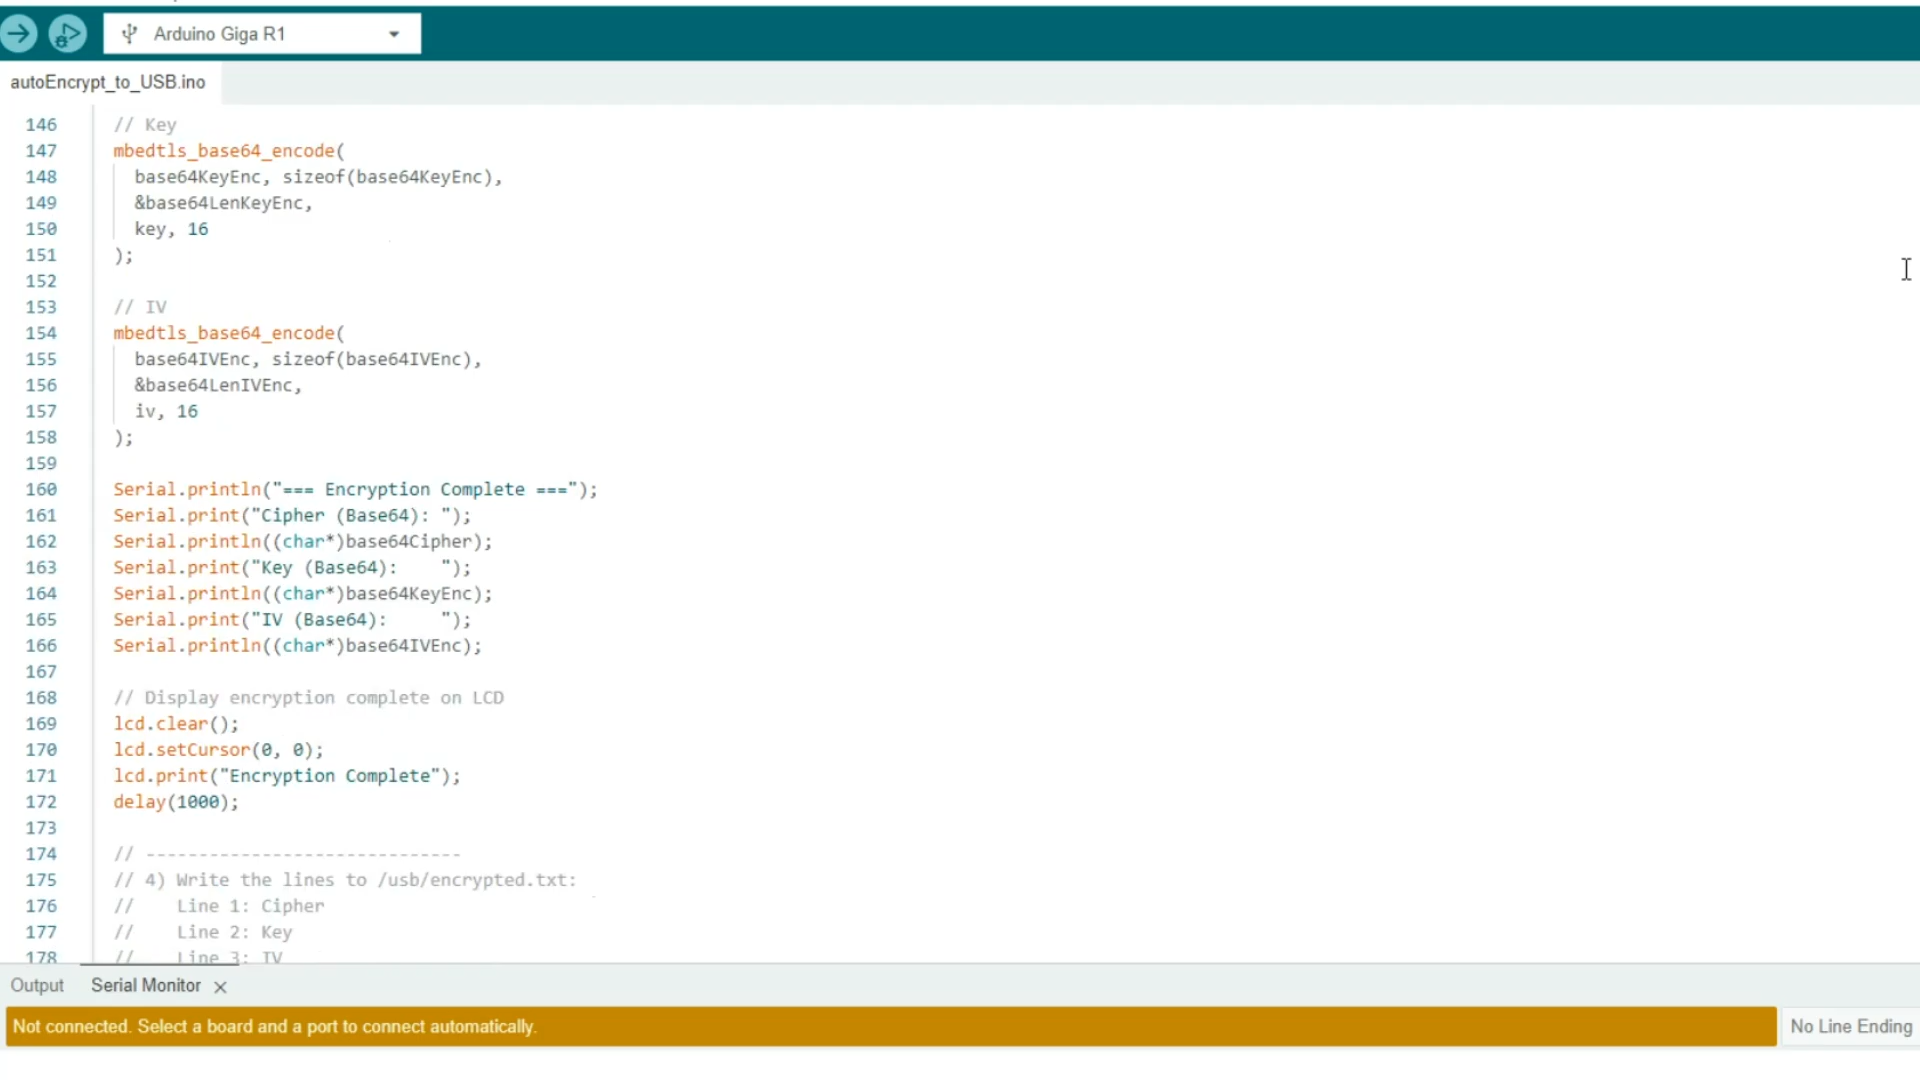 Arduino Giga R1
autoEncrypt_to_USB.ino
146 // Key
147 mbedtls_base64_encode(
148 base64KeyEnc, sizeof(base64KeyEnc),
149 &base64LenKeyEnc,
150 key, 16
151 );
152
153 // IV
154 mbedtls_base64_encode(
155 base64IVEnc, sizeof(base64IVEnc),
156 &base64LenIVEnc,
157 iv, 16
158 );
159
160 Serial.println("=== Encryption Complete ===");
161 Serial.print("Cipher (Base64): ");
162 Serial.println((char*)base64Cipher);
163 Serial.print("Key (Base64):    ");
164 Serial.println((char*)base64KeyEnc);
165 Serial.print("IV (Base64):     ");
166 Serial.println((char*)base64IVEnc);
167
168 // Display encryption complete on LCD
169 lcd.clear();
170 lcd.setCursor(0, 0);
171 lcd.print("Encryption Complete");
172 delay(1000);
173
174 // ------------------------------
175 // 4) Write the lines to /usb/encrypted.txt:
176 //    Line 1: Cipher
177 //    Line 2: Key
178 //    Line 3: IV
Output Serial Monitor
Not connected. Select a board and a port to connect automatically. No Line Ending